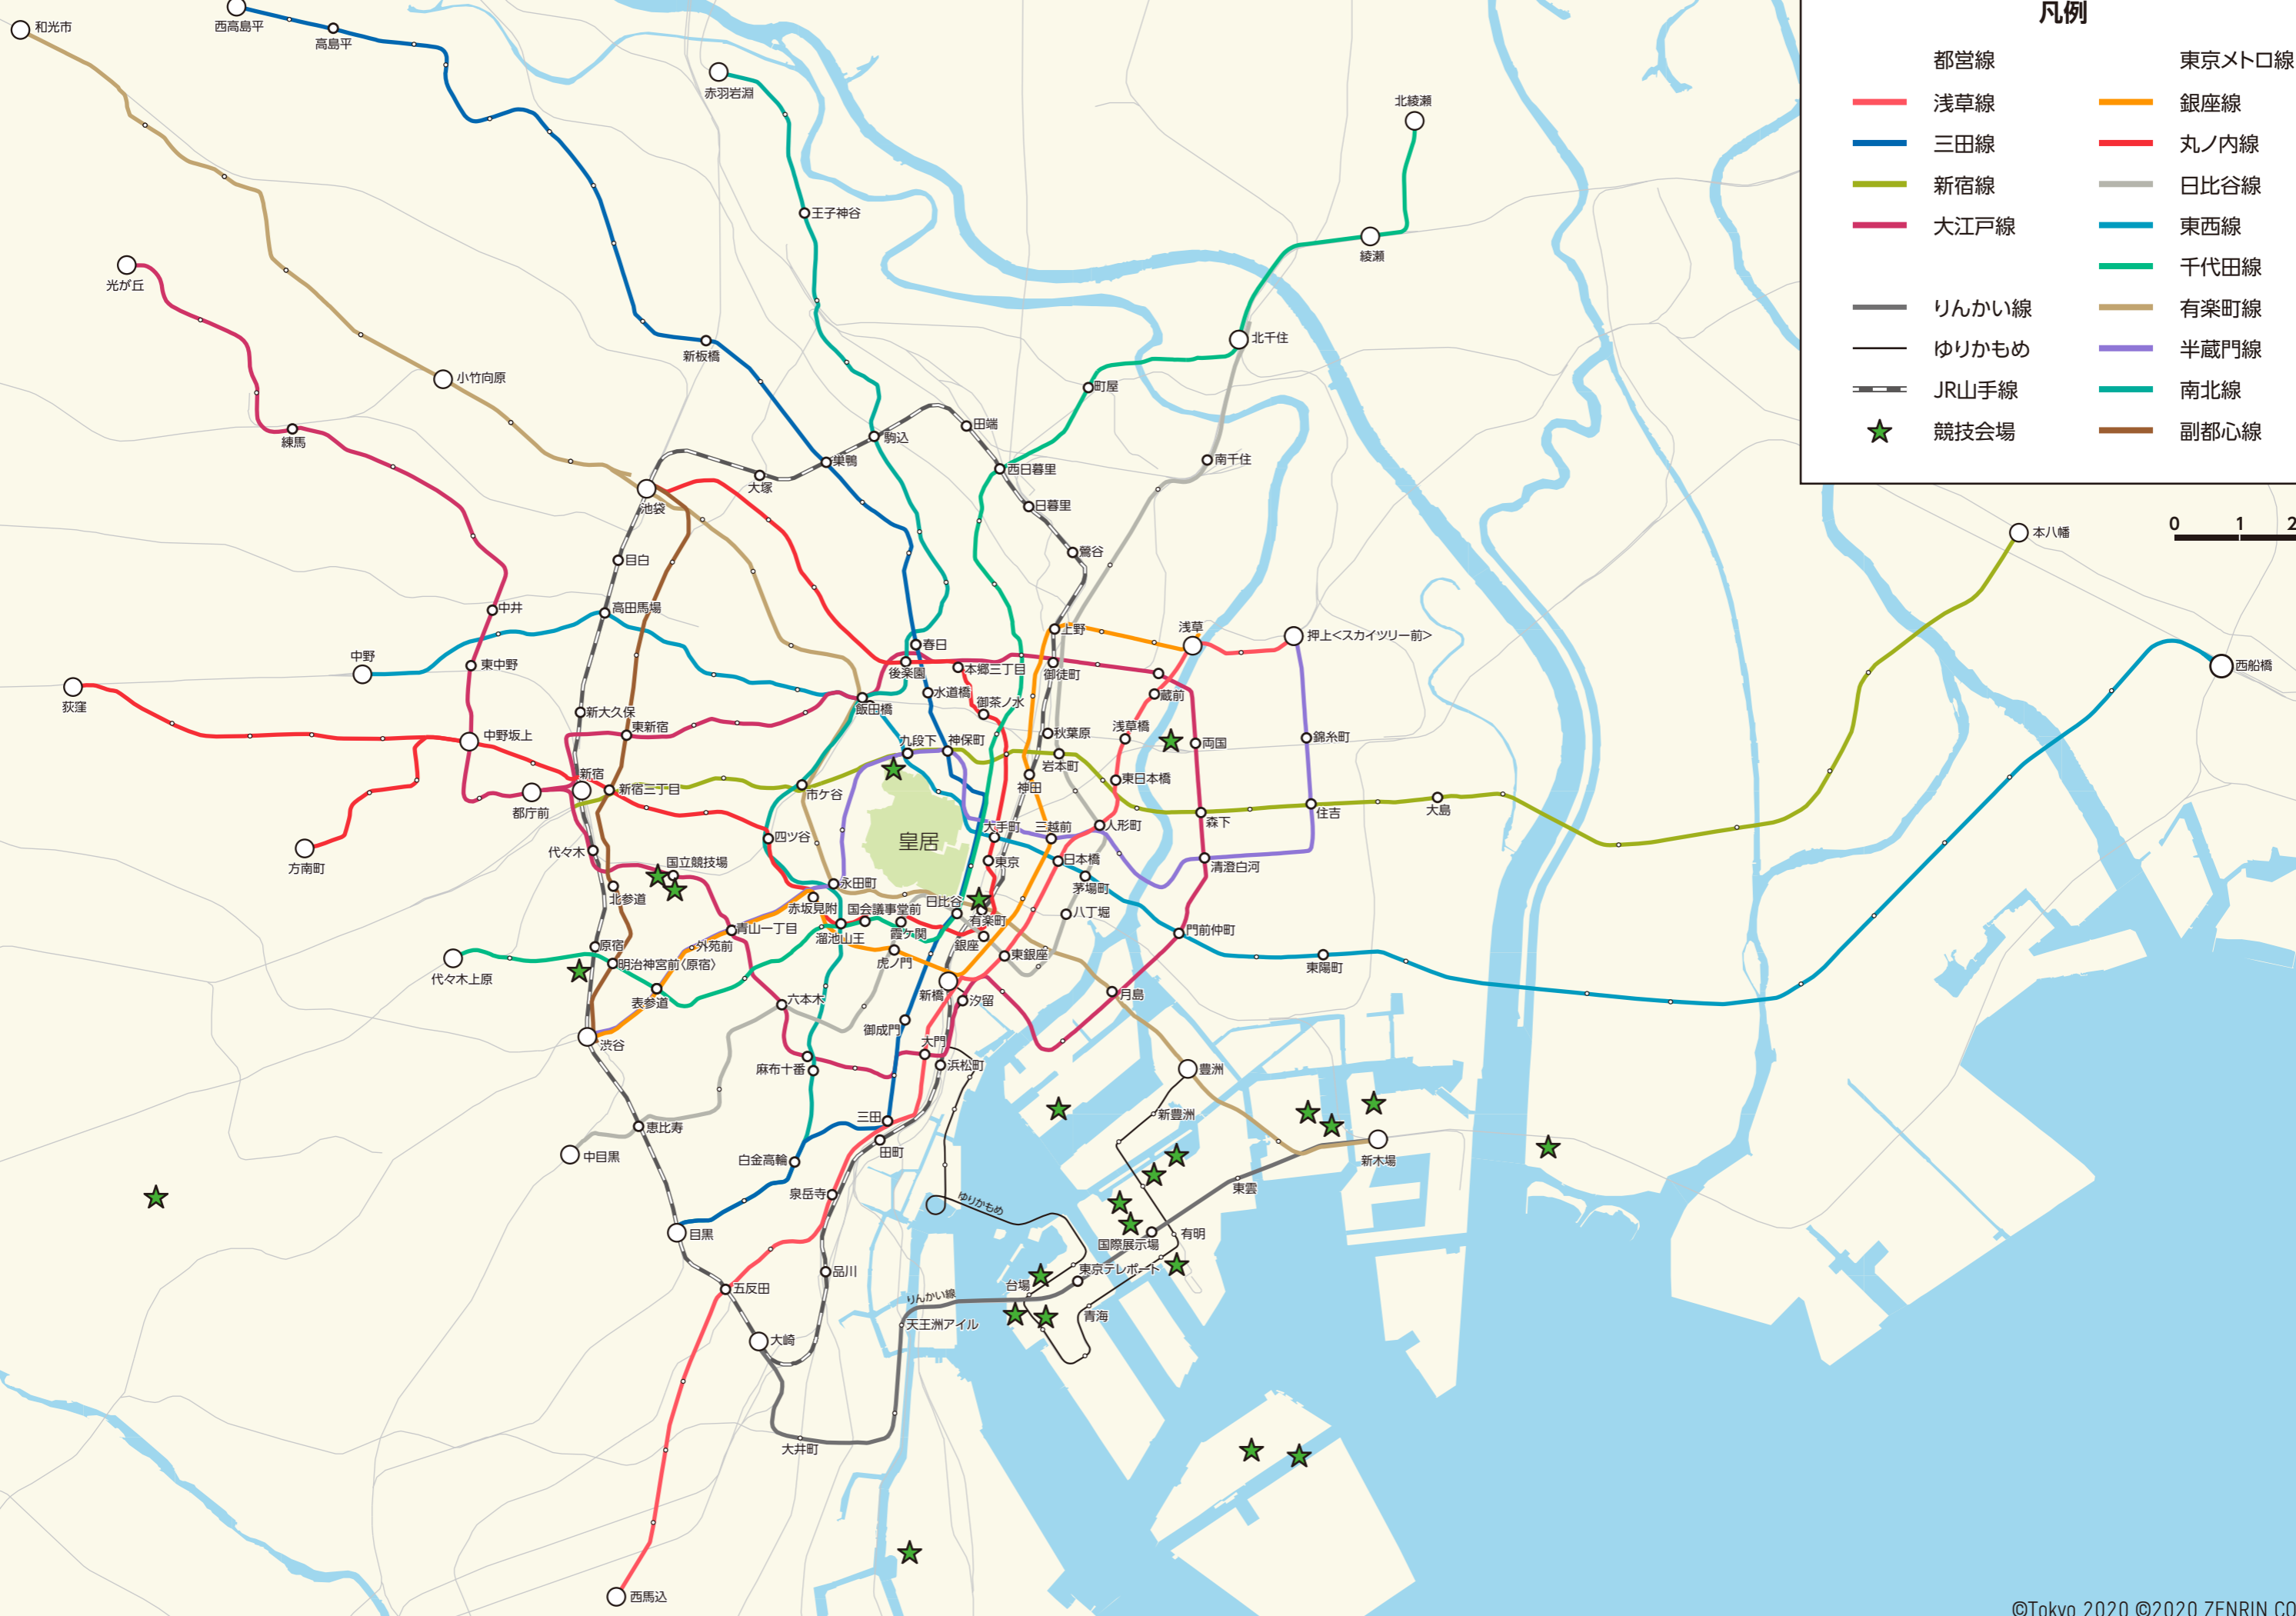 凡例
都営線
東京メトロ線
浅草線
銀座線
三田線
丸ノ内線
新宿線
日比谷線
大江戸線
東西線
千代田線
りんかい線
有楽町線
ゆりかもめ
半蔵門線
JR山手線
南北線
競技会場
副都心線
0 1 2
和光市
西高島平
高島平
赤羽岩淵
北綾瀬
王子神谷
綾瀬
光が丘
北千住
新板橋
小竹向原
町屋
練馬
駒込
田端
巣鴨
西日暮里
南千住
大塚
池袋
日暮里
本八幡
鶯谷
目白
中井
高田馬場
上野
浅草
押上<スカイツリー前>
春日
中野
東中野
後楽園
本郷三丁目
御徒町
西船橋
荻窪
水道橋
蔵前
飯田橋
御茶ノ水
新大久保
東新宿
中野坂上
九段下
神保町
秋葉原
浅草橋
両国
錦糸町
岩本町
新宿
新宿三丁目
市ケ谷
神田
東日本橋
都庁前
大島
住吉
森下
四ツ谷
皇居
大手町
三越前
人形町
方南町
代々木
国立競技場
東京
日本橋
清澄白河
永田町
茅場町
北参道
赤坂見附
国会議事堂前
日比谷
有楽町
八丁堀
青山一丁目
溜池山王
霞ケ関
銀座
門前仲町
原宿
外苑前
虎ノ門
東銀座
明治神宮前〈原宿〉
東陽町
代々木上原
表参道
新橋
汐留
月島
六本木
御成門
渋谷
大門
麻布十番
浜松町
豊洲
三田
新豊洲
恵比寿
田町
中目黒
白金高輪
新木場
泉岳寺
東雲
ゆりかもめ
目黒
有明
国際展示場
品川
東京テレポート
台場
五反田
りんかい線
青海
天王洲アイル
大崎
大井町
西馬込
©Tokyo 2020 ©2020 ZENRIN CO